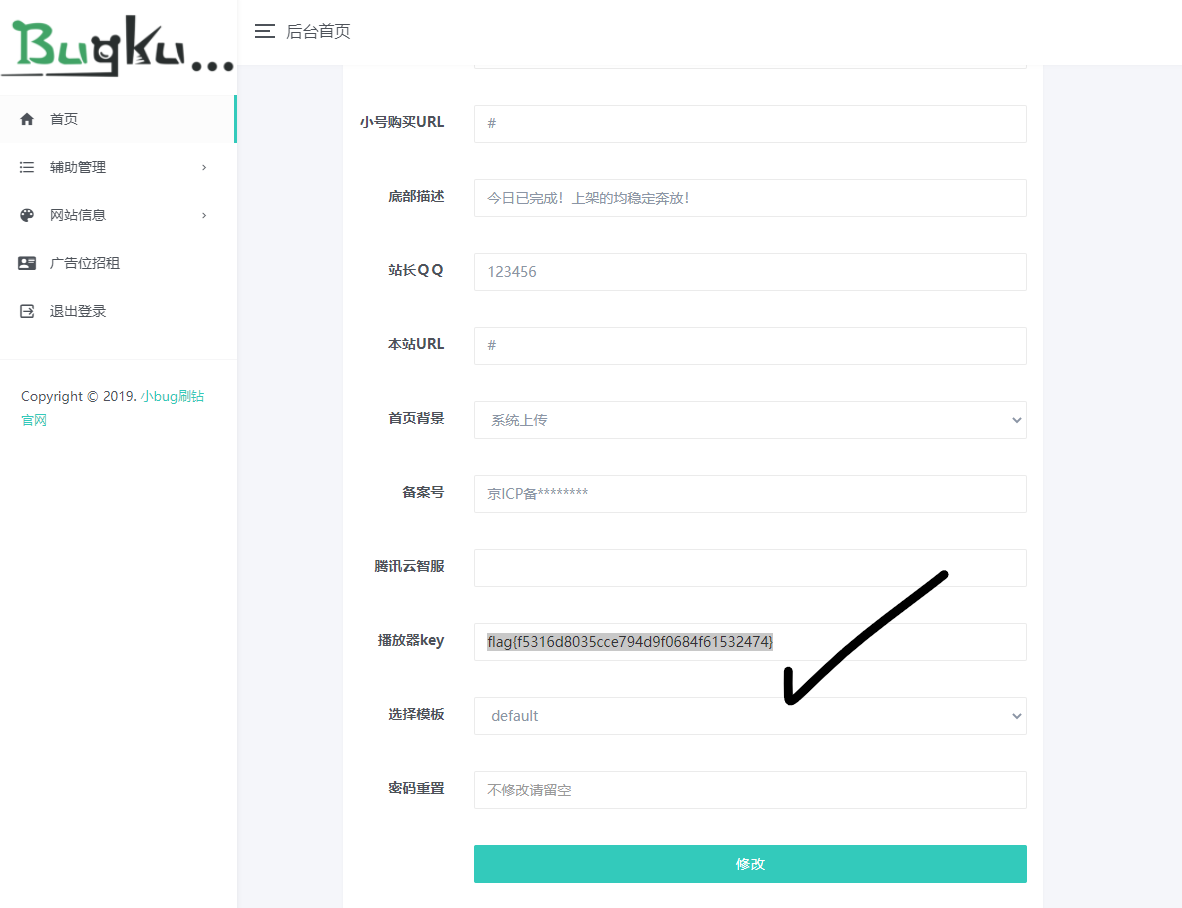 Bugku...
后台首页
首页
辅助管理
网站信息
广告位招租
退出登录
Copyright © 2019. 小bug刷钻
官网
小号购买URL
#
底部描述
今日已完成！上架的均稳定奔放！
站长ＱＱ
123456
本站URL
#
首页背景
系统上传
备案号
京ICP备********
腾讯云智服
播放器key
flag{f5316d8035cce794d9f0684f61532474}
选择模板
default
密码重置
不修改请留空
修改